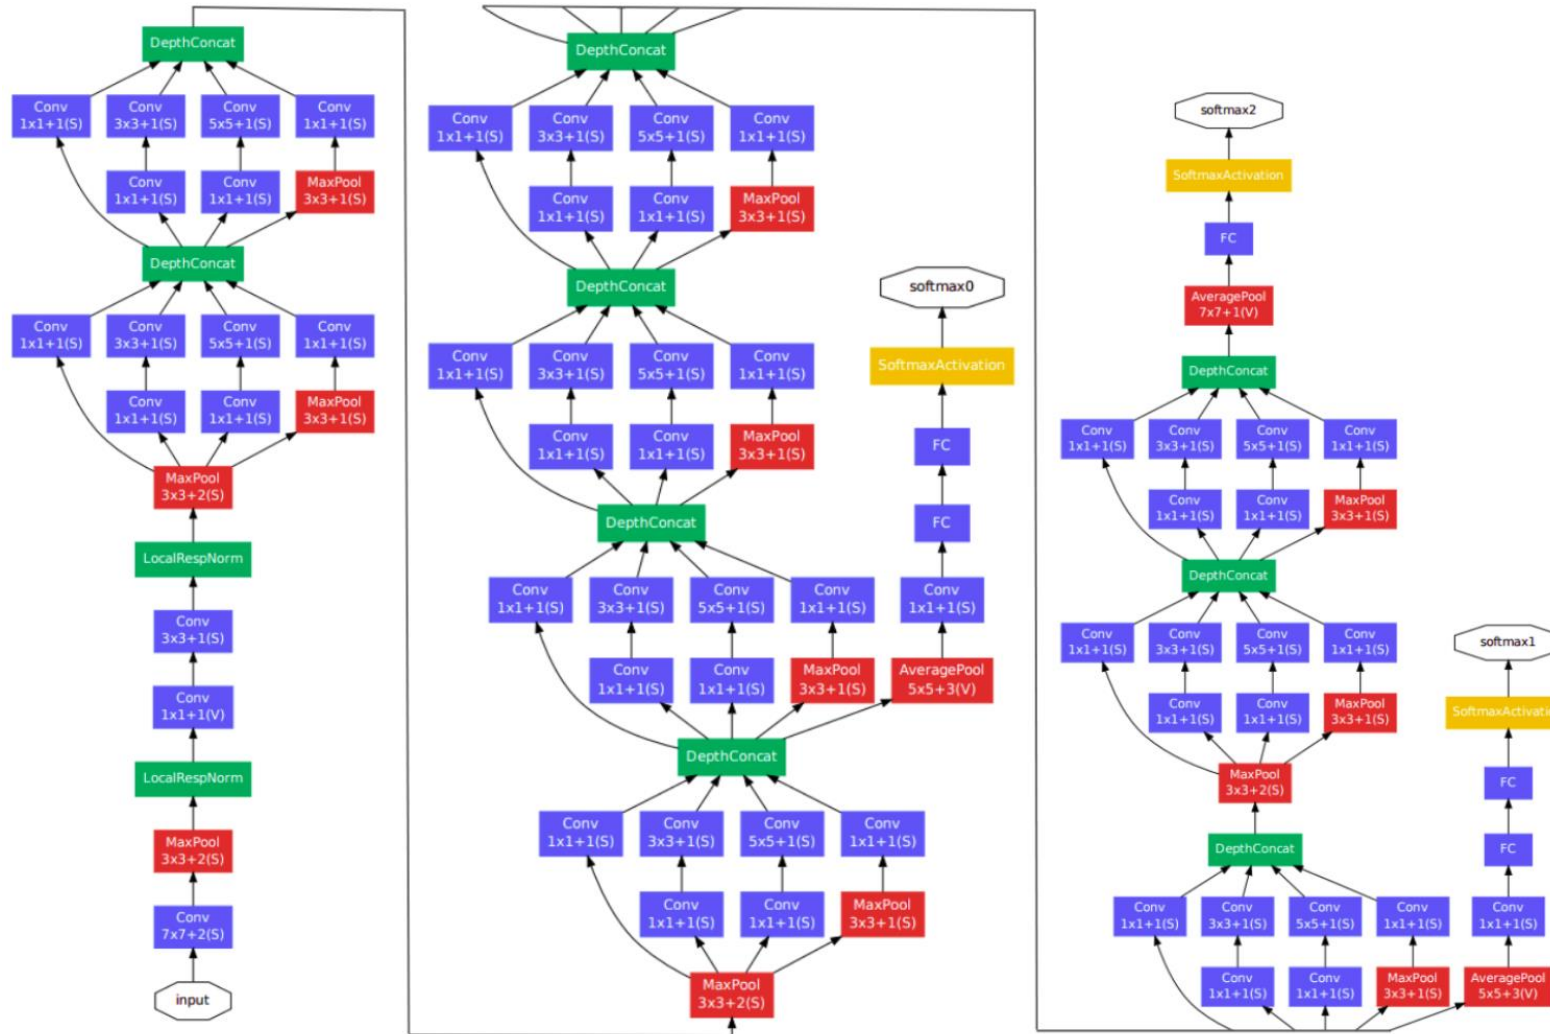 DepthConcat
Conv
1x1+1(S)
Conv
3x3+1(S)
Conv
5x5+1(S)
Conv
1x1+1(S)
Conv
1x1+1(S)
Conv
1x1+1(S)
MaxPool
3x3+1(S)
DepthConcat
Conv
1x1+1(S)
Conv
3x3+1(S)
Conv
5x5+1(S)
Conv
1x1+1(S)
Conv
1x1+1(S)
Conv
1x1+1(S)
MaxPool
3x3+1(S)
MaxPool
3x3+2(S)
LocalRespNorm
Conv
3x3+1(S)
Conv
1x1+1(V)
LocalRespNorm
MaxPool
3x3+2(S)
Conv
7x7+2(S)
input
DepthConcat
Conv
1x1+1(S)
Conv
3x3+1(S)
Conv
5x5+1(S)
Conv
1x1+1(S)
Conv
1x1+1(S)
Conv
1x1+1(S)
MaxPool
3x3+1(S)
DepthConcat
softmax0
Conv
1x1+1(S)
Conv
3x3+1(S)
Conv
5x5+1(S)
Conv
1x1+1(S)
SoftmaxActivation
Conv
1x1+1(S)
Conv
1x1+1(S)
MaxPool
3x3+1(S)
FC
DepthConcat
FC
Conv
1x1+1(S)
Conv
3x3+1(S)
Conv
5x5+1(S)
Conv
1x1+1(S)
Conv
1x1+1(S)
Conv
1x1+1(S)
Conv
1x1+1(S)
MaxPool
3x3+1(S)
AveragePool
5x5+3(V)
DepthConcat
Conv
1x1+1(S)
Conv
3x3+1(S)
Conv
5x5+1(S)
Conv
1x1+1(S)
Conv
1x1+1(S)
Conv
1x1+1(S)
MaxPool
3x3+1(S)
MaxPool
3x3+2(S)
softmax2
SoftmaxActivation
FC
AveragePool
7x7+1(V)
DepthConcat
Conv
1x1+1(S)
Conv
3x3+1(S)
Conv
5x5+1(S)
Conv
1x1+1(S)
Conv
1x1+1(S)
Conv
1x1+1(S)
MaxPool
3x3+1(S)
DepthConcat
Conv
1x1+1(S)
Conv
3x3+1(S)
Conv
5x5+1(S)
Conv
1x1+1(S)
softmax1
Conv
1x1+1(S)
Conv
1x1+1(S)
MaxPool
3x3+1(S)
SoftmaxActivatio
MaxPool
3x3+2(S)
FC
DepthConcat
FC
Conv
1x1+1(S)
Conv
3x3+1(S)
Conv
5x5+1(S)
Conv
1x1+1(S)
Conv
1x1+1(S)
Conv
1x1+1(S)
Conv
1x1+1(S)
MaxPool
3x3+1(S)
AveragePool
5x5+3(V)